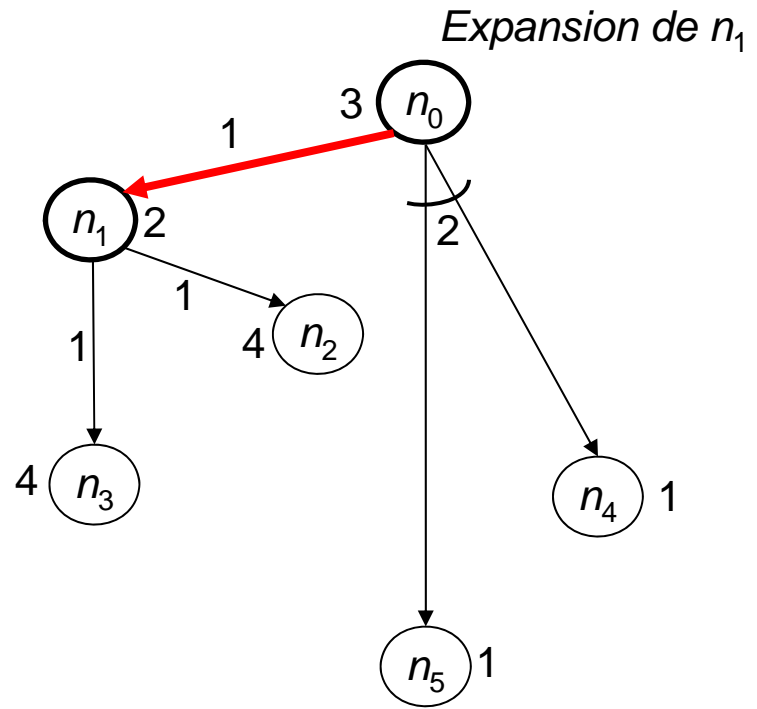 Expansion de n₁
3 n₀
1
n₁ 2
2
1
4 n₂
1
4 n₃
n₄ 1
n₅ 1